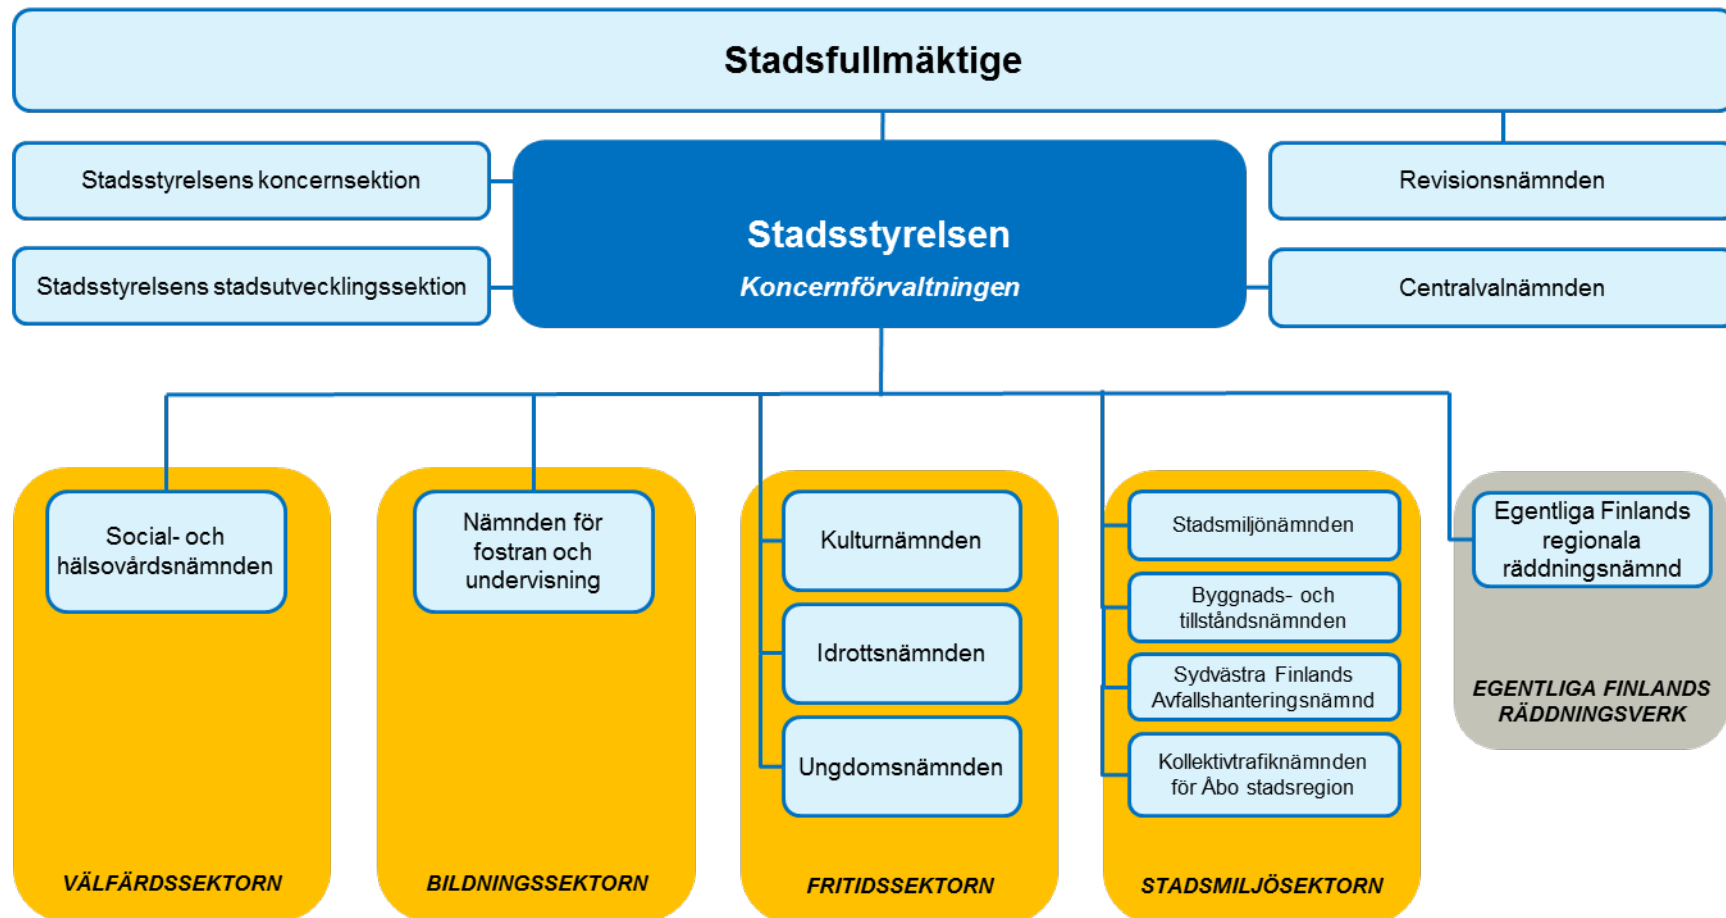 Stadsfullmäktige
Stadsstyrelsens koncernsektion
Stadsstyrelsens stadsutvecklingssektion
Stadsstyrelsen
Koncernförvaltningen
Revisionsnämnden
Centralvalnämnden
Social- och
hälsovårdsnämnden
VÄLFÄRDSSEKTORN
Nämnden för
fostran och
undervisning
BILDNINGSSEKTORN
Kulturnämnden
Idrottsnämnden
Ungdomsnämnden
FRITIDSSEKTORN
Stadsmiljönämnden
Byggnads- och
tillståndsnämnden
Sydvästra Finlands
Avfallshanteringsnämnd
Kollektivtrafiknämnden
för Åbo stadsregion
STADSMILJÖSEKTORN
Egentliga Finlands
regionala
räddningsnämnd
EGENTLIGA FINLANDS
RÄDDNINGSVERK